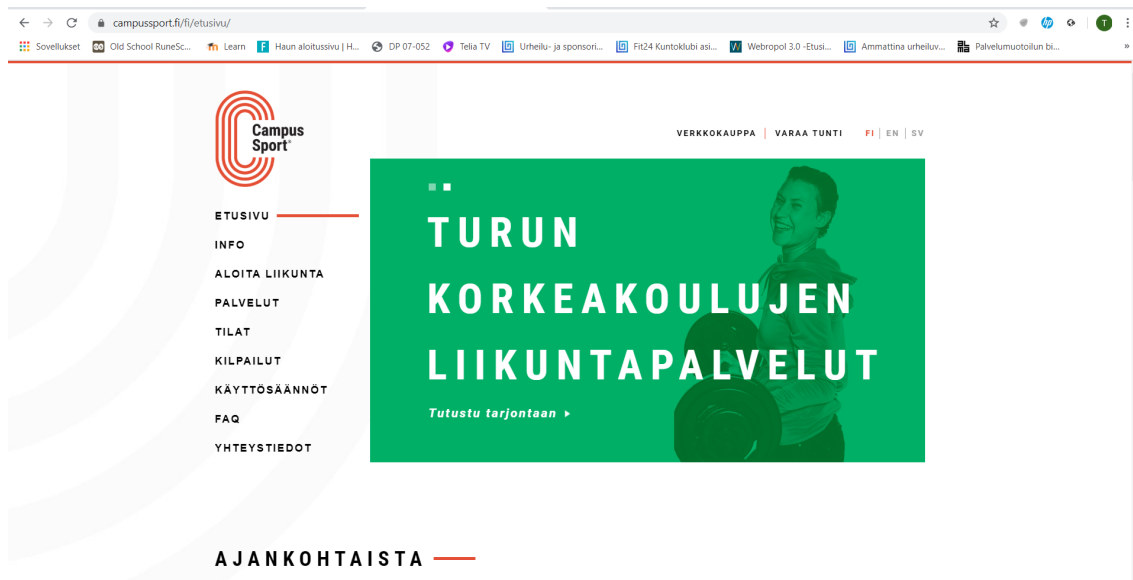 campussport.fi/fi/etusivu/
T
Sovellukset Old School RuneSc... Learn Haun aloitussivu | H... DP 07-052 Telia TV Urheilu- ja sponsori... Fit24 Kuntoklubi asi... Webropol 3.0 -Etusi... Ammattina urheiluv... Palvelumuotoilun bi... »
Campus
Sport
VERKKOKAUPPA | VARAA TUNTI FI | EN | SV
ETUSIVU
INFO
ALOITA LIIKUNTA
PALVELUT
TILAT
KILPAILUT
KÄYTTÖSÄÄNNÖT
FAQ
YHTEYSTIEDOT
TURUN
KORKEAKOULUJEN
LIIKUNTAPALVELUT
Tutustu tarjontaan
AJANKOHTAISTA